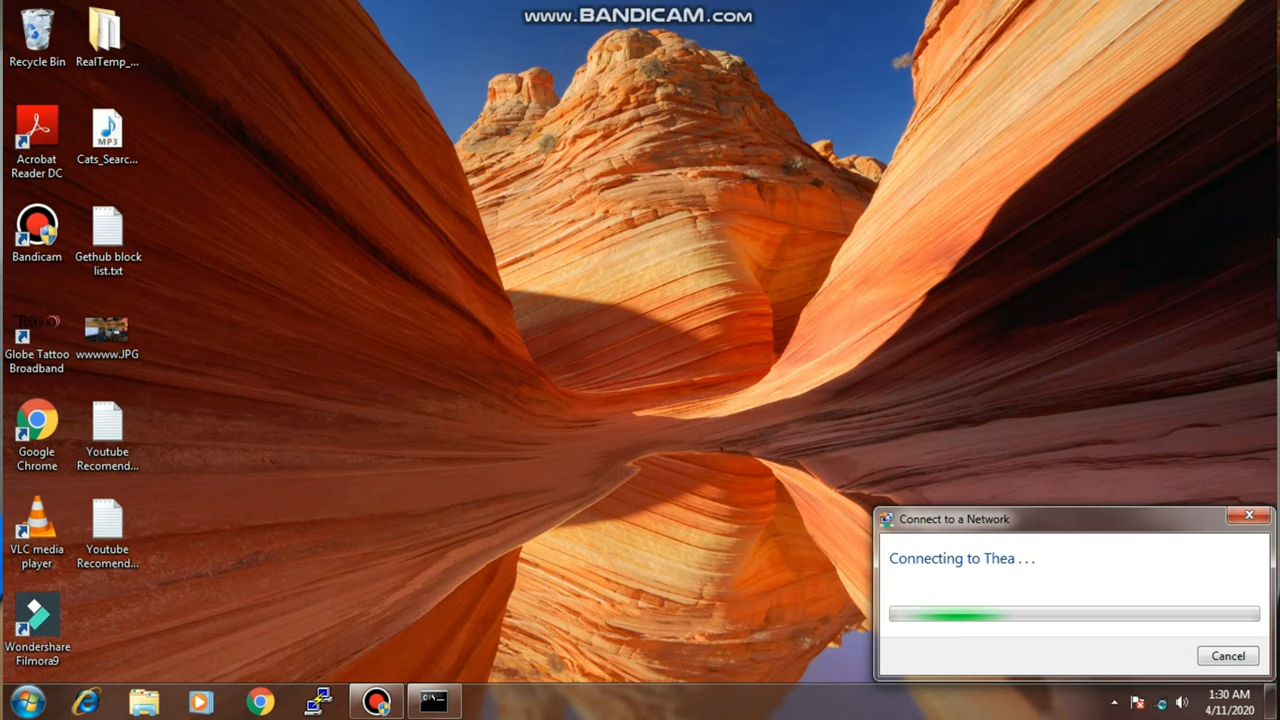 www.BANDICAM.com
Recycle Bin
RealTemp_...
Acrobat
Reader DC
Cats_Searc...
MP3
Bandicam
Gethub block
list.txt
Tattoo
Globe Tattoo
Broadband
wwwww.JPG
Google
Chrome
Youtube
Recomend...
VLC media
player
Youtube
Recomend...
Wondershare
Filmora9
Connect to a Network
Connecting to Thea . . .
Cancel
C:\_
1:30 AM
4/11/2020